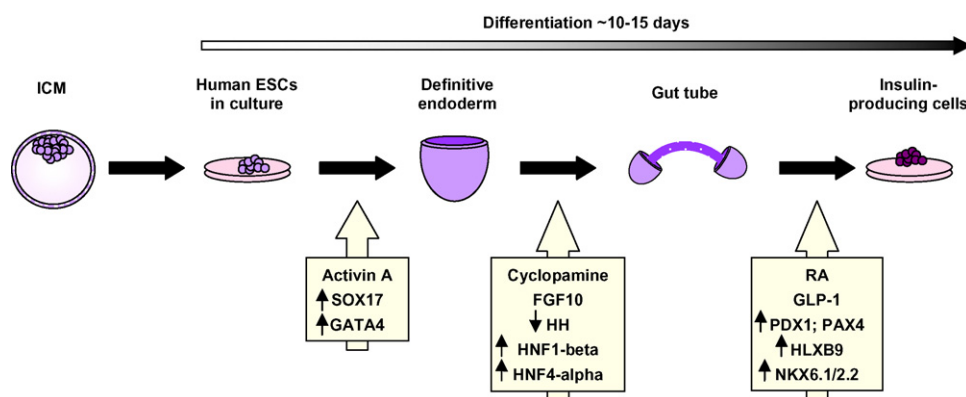 Differentiation ~10-15 days
ICM
Human ESCs
in culture
Definitive
endoderm
Gut tube
Insulin-
producing cells
Activin A
↑SOX17
↑GATA4
Cyclopamine
FGF10
↓HH
↑HNF1-beta
↑HNF4-alpha
RA
GLP-1
↑PDX1; PAX4
↑HLXB9
↑NKX6.1/2.2